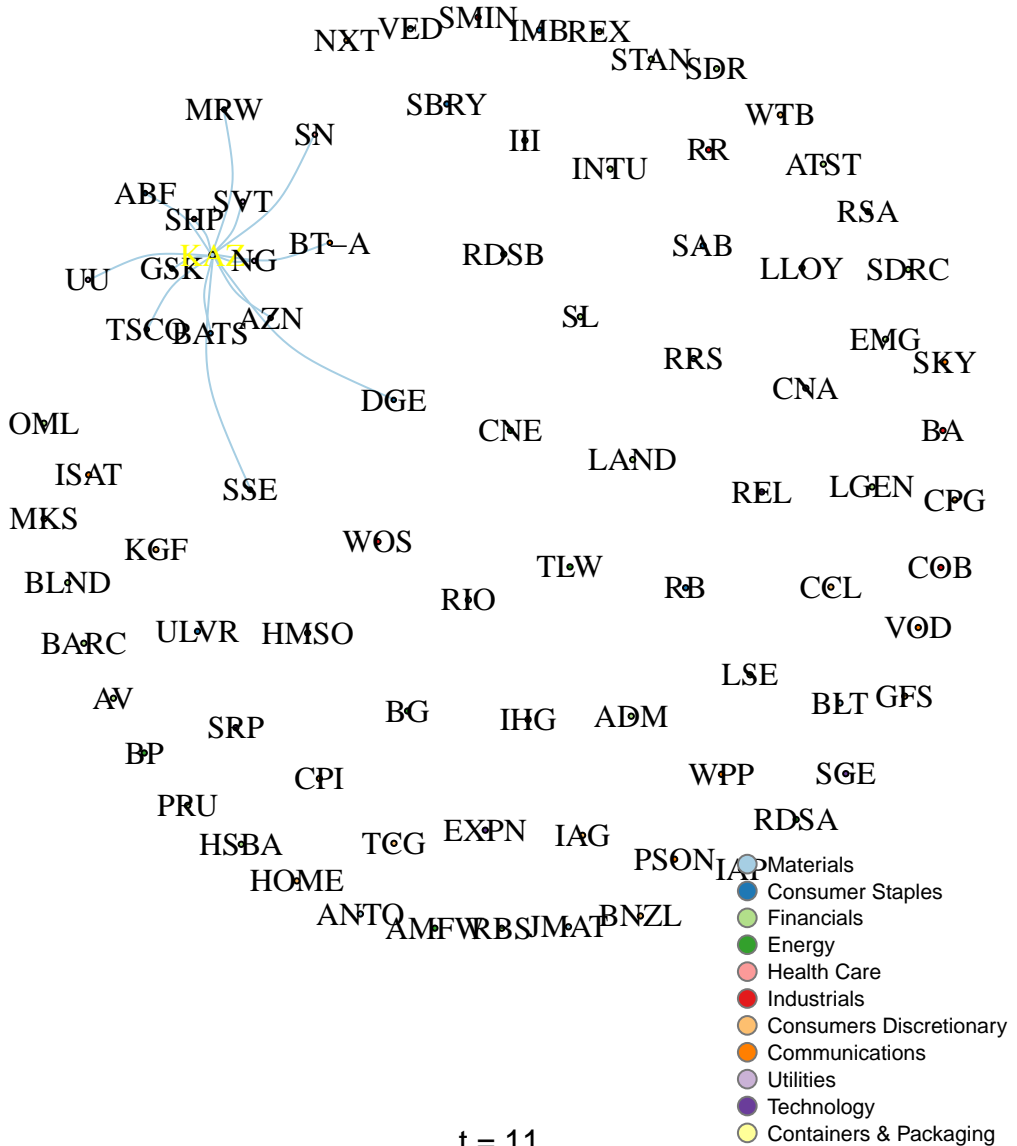 SMIN
VED
IMB
REX
NXT
STAN
SDR
SBRY
MRW
WTB
SN
III
RR
INTU
ATST
ABF
SVT
SHP
RSA
BT−A
SAB
KAZ
RDSB
NG
GSK
LLOY
SDRC
UU
SL
AZN
TSCO
BATS
EMG
RRS
SKY
CNA
DGE
OML
CNE
BA
LAND
ISAT
SSE
REL
LGEN
CPG
MKS
WOS
KGF
TLW
COB
BLND
RB
CCL
RIO
VOD
ULVR
HMSO
BARC
LSE
AV
GFS
BLT
BG
IHG
ADM
SRP
BP
CPI
WPP
SGE
PRU
RDSA
EXPN
IAG
HSBA
TCG
PSON
IAP
HOME
ANTO
BNZL
AMFW
RBS
JMAT
Materials
Consumer Staples
Financials
Energy
Health Care
Industrials
Consumers Discretionary
Communications
Utilities
Technology
Containers & Packaging
t = 11